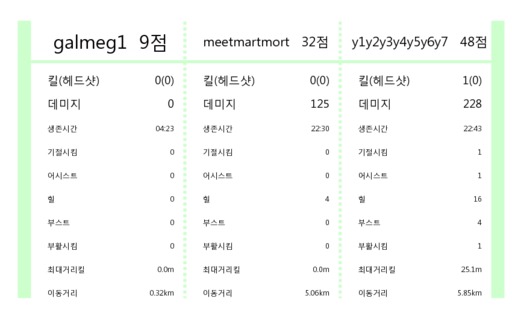 galmeg1 9점 meetmartmort 32점 y1y2y3y4y5y6y7 48점
킬(헤드샷) 0(0) 킬(헤드샷) 0(0) 킬(헤드샷) 1(0)
데미지 0 데미지 125 데미지 228
생존시간 04:23 생존시간 22:30 생존시간 22:43
기절시킴 0 기절시킴 0 기절시킴 1
어시스트 0 어시스트 0 어시스트 1
힐 0 힐 4 힐 16
부스트 0 부스트 0 부스트 4
부활시킴 0 부활시킴 0 부활시킴 1
최대거리킬 0.0m 최대거리킬 0.0m 최대거리킬 25.1m
이동거리 0.32km 이동거리 5.06km 이동거리 5.85km